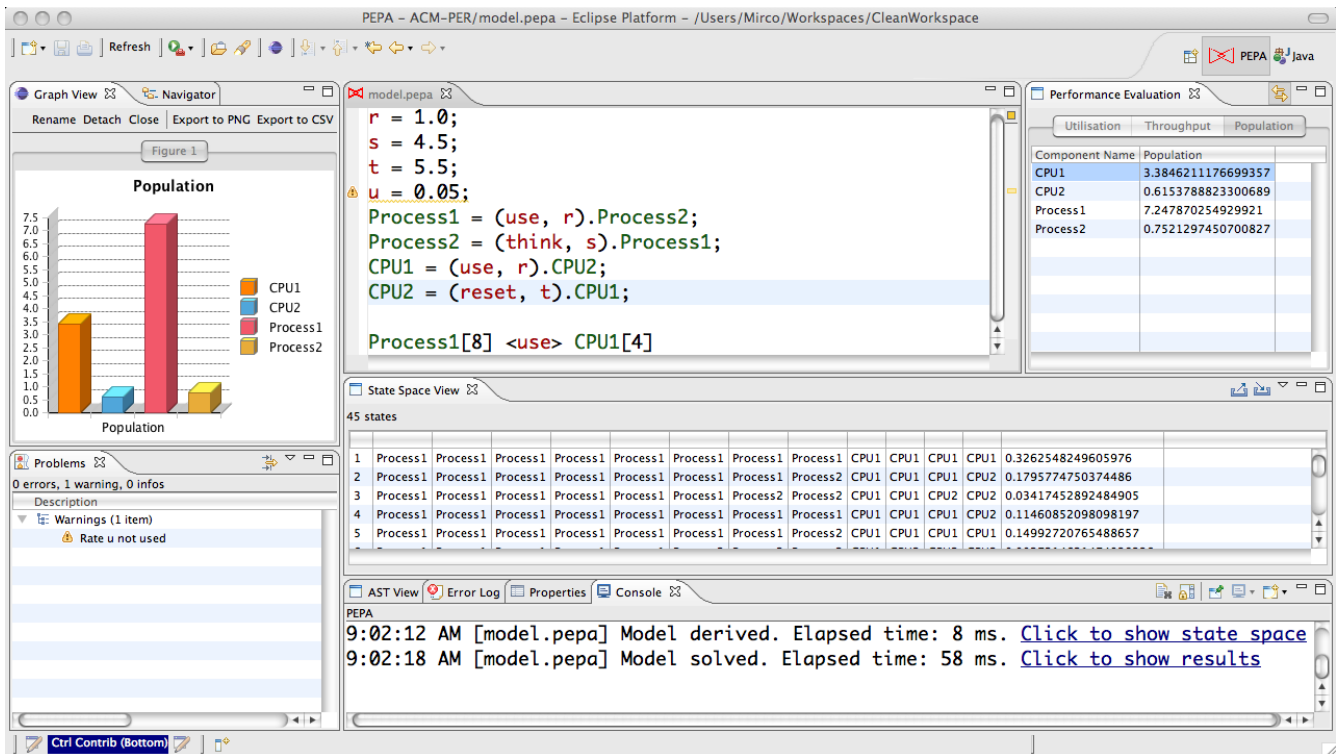 PEPA - ACM-PER/model.pepa - Eclipse Platform - /Users/Mirco/Workspaces/CleanWorkspace
Refresh
PEPA Java
Graph View Navigator
Rename Detach Close Export to PNG Export to CSV
Figure 1
Population
7.5
7.0
6.5
6.0
5.5
5.0
4.5
4.0
3.5
3.0
2.5
2.0
1.5
1.0
0.5
0.0
CPU1
CPU2
Process1
Process2
Population
model.pepa
r = 1.0;
s = 4.5;
t = 5.5;
u = 0.05;
Process1 = (use, r).Process2;
Process2 = (think, s).Process1;
CPU1 = (use, r).CPU2;
CPU2 = (reset, t).CPU1;
Process1[8] <use> CPU1[4]
Performance Evaluation
Utilisation Throughput Population
Component Name Population
CPU1 3.3846211176699357
CPU2 0.6153788823300689
Process1 7.247870254929921
Process2 0.7521297450700827
State Space View
45 states
1 Process1 Process1 Process1 Process1 Process1 Process1 Process1 Process1 CPU1 CPU1 CPU1 CPU1 0.3262548249605976
2 Process1 Process1 Process1 Process1 Process1 Process1 Process1 Process2 CPU1 CPU1 CPU1 CPU2 0.1795774750374486
3 Process1 Process1 Process1 Process1 Process1 Process1 Process2 Process2 CPU1 CPU1 CPU2 CPU2 0.03417452892484905
4 Process1 Process1 Process1 Process1 Process1 Process1 Process1 Process1 CPU1 CPU1 CPU1 CPU2 0.11460852098098197
5 Process1 Process1 Process1 Process1 Process1 Process1 Process1 Process2 CPU1 CPU1 CPU1 CPU1 0.14992720765488657
Problems
0 errors, 1 warning, 0 infos
Description
Warnings (1 item)
Rate u not used
AST View Error Log Properties Console
PEPA
9:02:12 AM [model.pepa] Model derived. Elapsed time: 8 ms. Click to show state space
9:02:18 AM [model.pepa] Model solved. Elapsed time: 58 ms. Click to show results
Ctrl Contrib (Bottom)